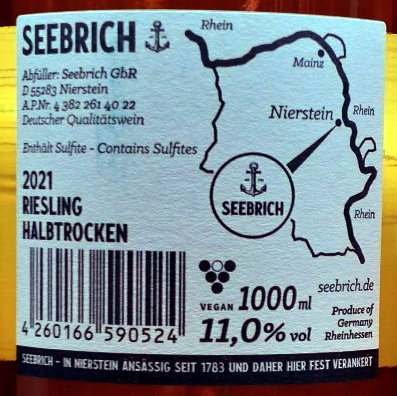 SEEBRICH
Abfüller: Seebrich GbR
D 55283 Nierstein
A.P.Nr. 4 382 261 40 22
Deutscher Qualitätswein
Enthält Sulfite - Contains Sulfites
2021
RIESLING
HALBTROCKEN
4 260166 590524
Rhein
Mainz
Nierstein
Rhein
SEEBRICH
Rhein
VEGAN 1000 ml
11,0% vol
seebrich.de
Produce of
Germany
Rheinhessen
SEEBRICH - IN NIERSTEIN ANSÄSSIG SEIT 1783 UND DAHER HIER FEST VERANKERT